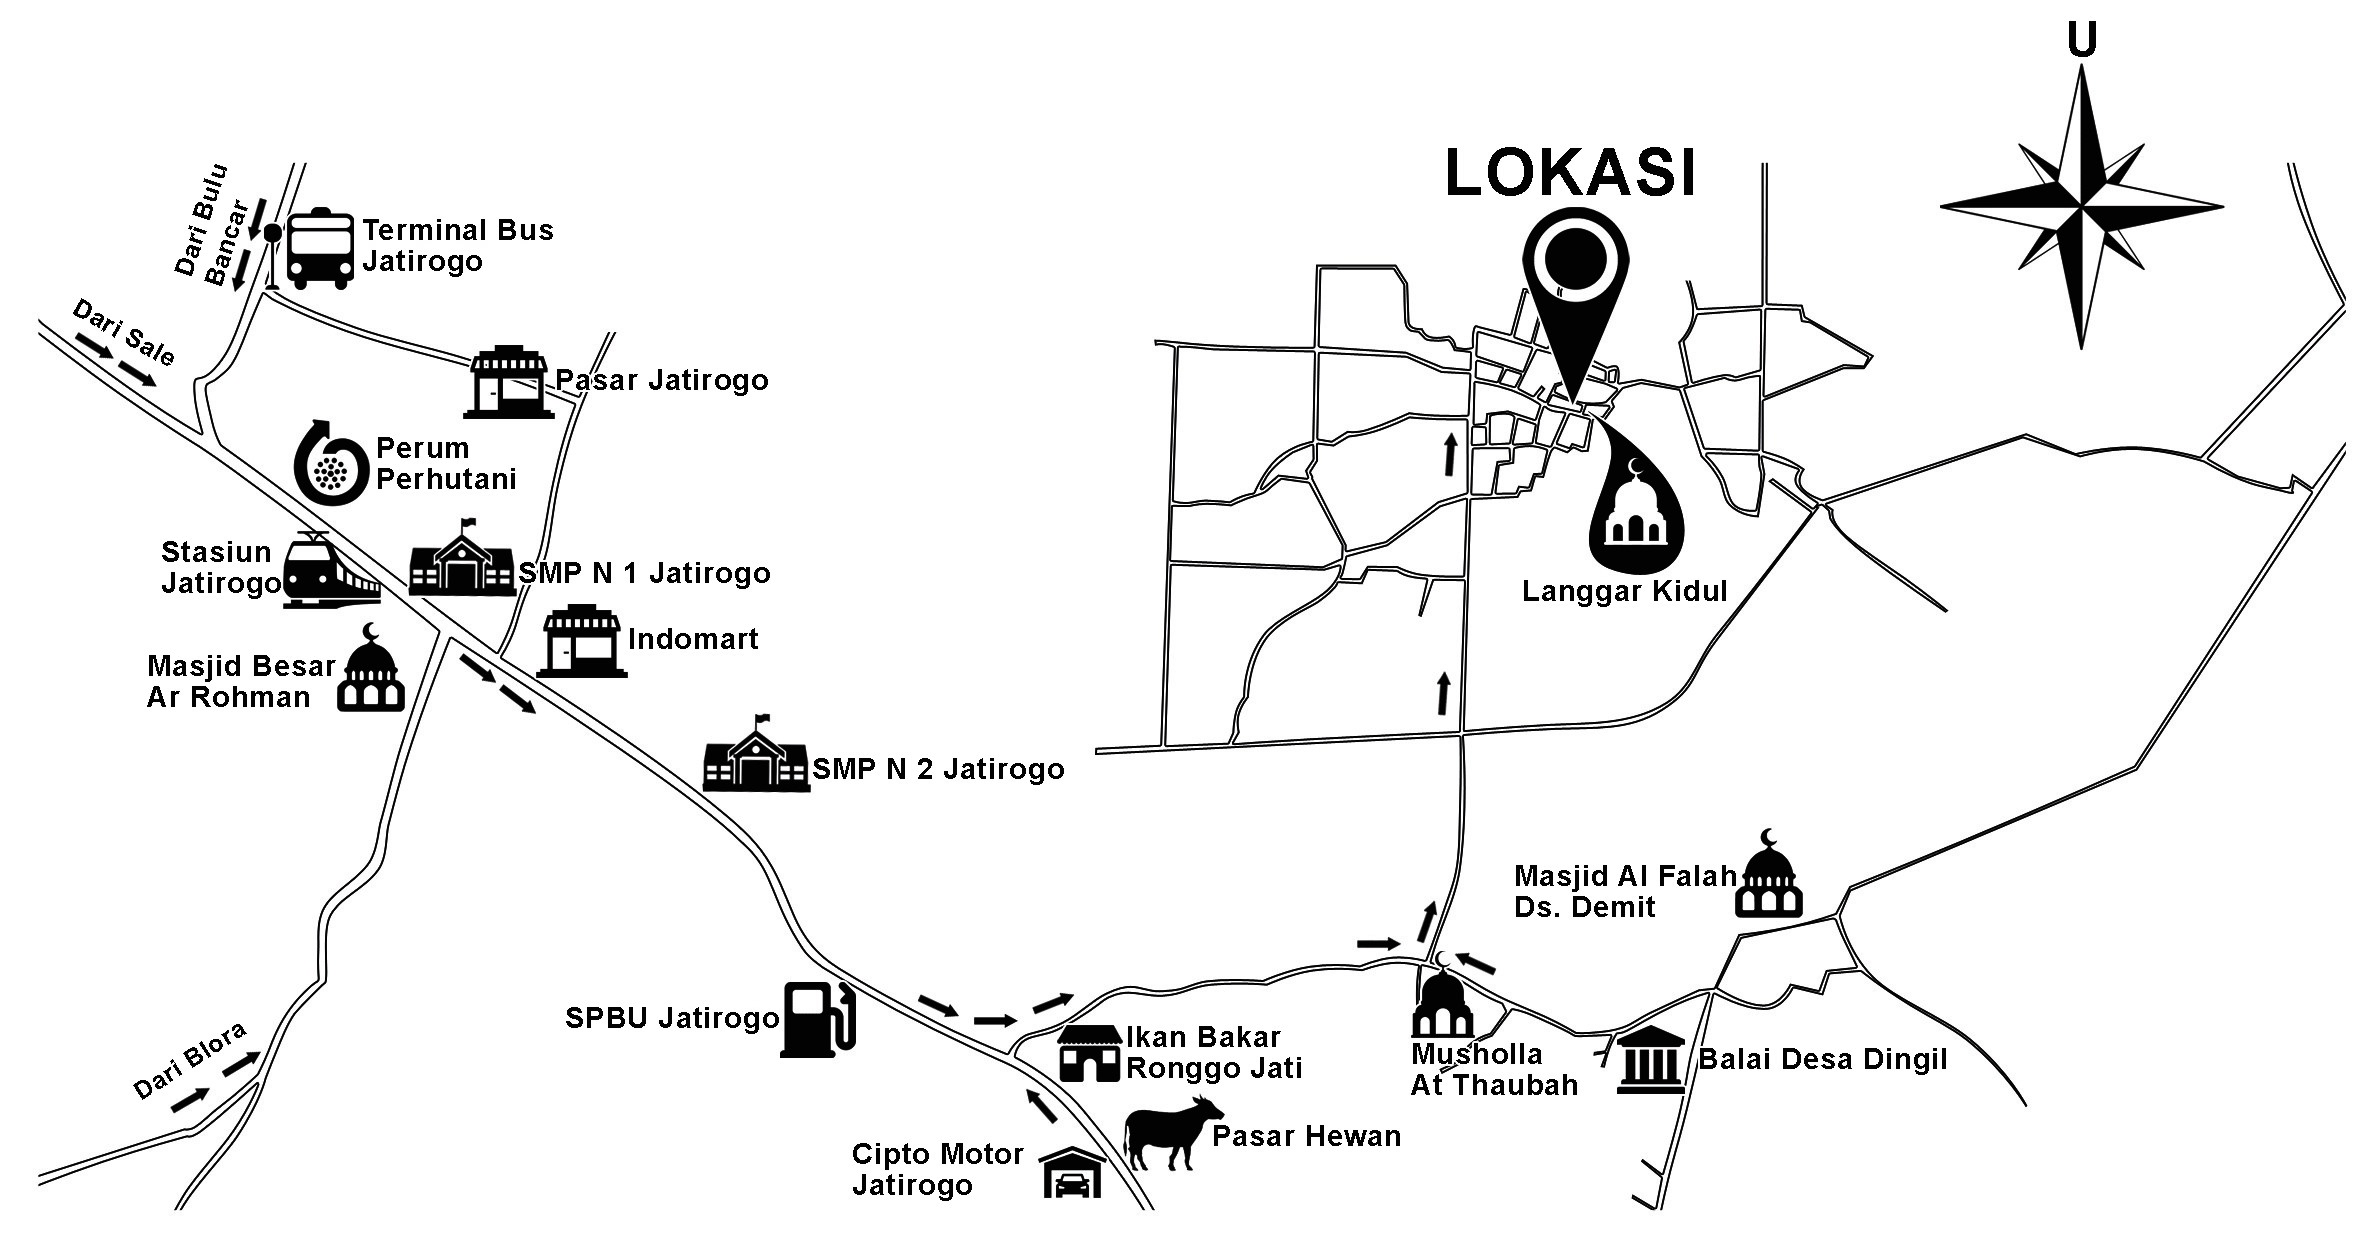 U
LOKASI
Dari Bulu
Bancar
Terminal Bus
Jatirogo
Dari Sale
Pasar Jatirogo
Perum
Perhutani
Stasiun
Jatirogo
SMP N 1 Jatirogo
Langgar Kidul
Indomart
Masjid Besar
Ar Rohman
SMP N 2 Jatirogo
Masjid Al Falah
Ds. Demit
SPBU Jatirogo
Ikan Bakar
Ronggo Jati
Musholla
At Thaubah
Balai Desa Dingil
Dari Blora
Pasar Hewan
Cipto Motor
Jatirogo